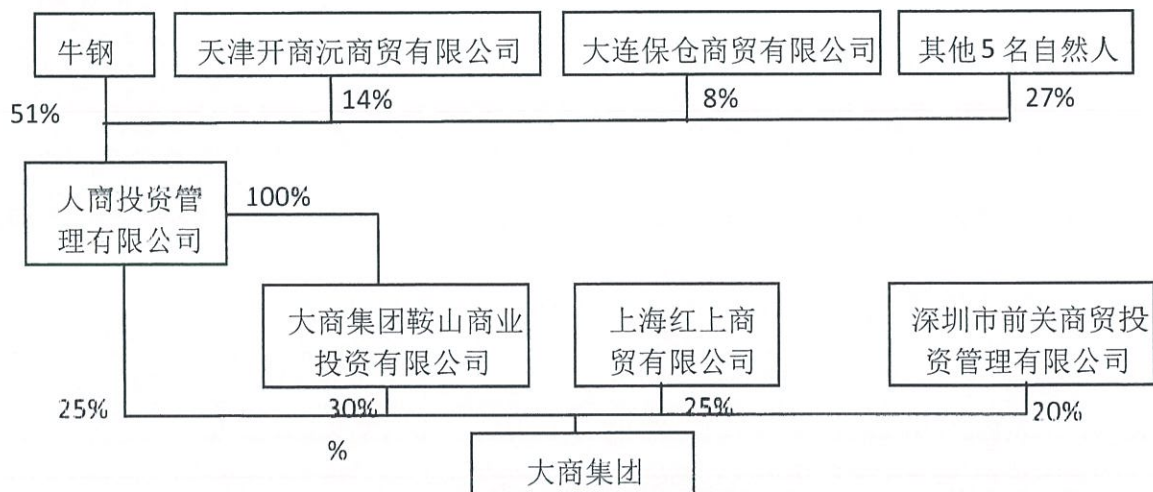 牛钢
天津开商沅商贸有限公司
大连保仓商贸有限公司
其他5名自然人
51%
14%
8%
27%
人商投资管
理有限公司
100%
大商集团鞍山商业
投资有限公司
上海红上商
贸有限公司
深圳市前关商贸投
资管理有限公司
25%
30%
%
25%
20%
大商集团